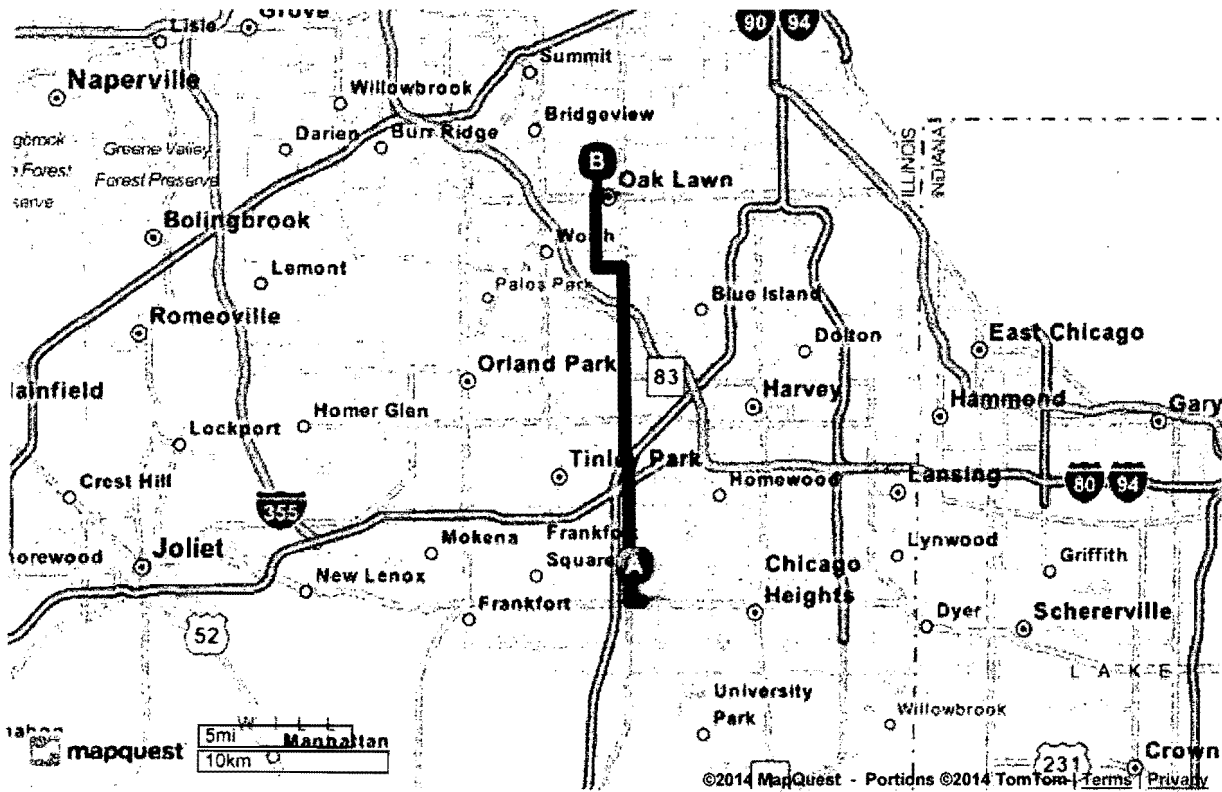 Lisle
Grove
90 94
Summit
Naperville
Willowbrook
Bridgeview
Darien
Burr Ridge
Greene Valley
Forest Preserve
Forest
serve
ILLINOIS
INDIANA
B
Oak Lawn
Bolingbrook
Worth
Lemont
Palos Park
Blue Island
Romeoville
Dolton
East Chicago
Orland Park
83
lainfield
Harvey
Hammond
Gary
Homer Glen
Lockport
Tinley Park
Crest Hill
Homewood
Lansing
80 94
355
Mokena
Frankfort
Square
A
horewood
Joliet
Lynwood
Griffith
New Lenox
Chicago
Heights
Frankfort
Dyer
Schererville
52
L A K E
University
Park
Willowbrook
W I L L
5mi
Manhattan
mapquest
10km
231
Crown
©2014 MapQuest - Portions ©2014 TomTom | Terms | Privacy